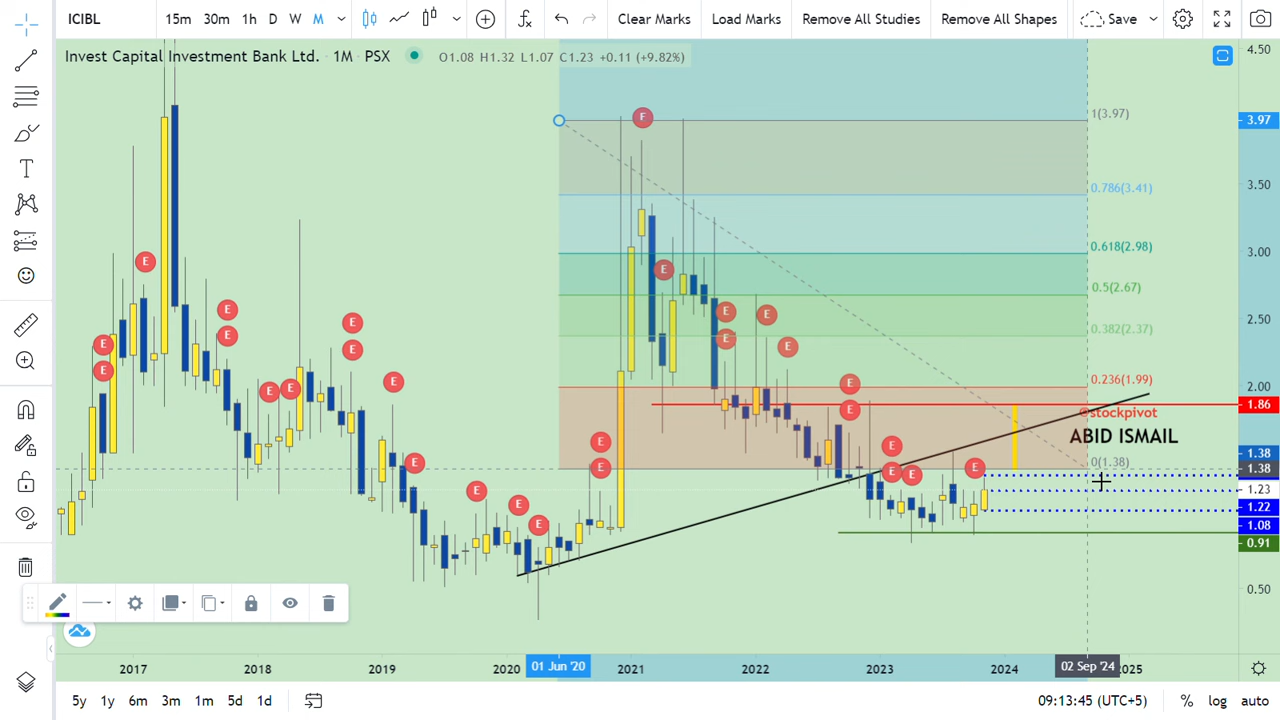 ICIBL 15m 30m 1h D W M Clear Marks Load Marks Remove All Studies Remove All Shapes Save
Invest Capital Investment Bank Ltd. · 1M · PSX O1.08 H1.32 L1.07 C1.23 +0.11 (+9.82%)
4.50
1(3.97)
3.97
E
0.786(3.41)
3.50
0.618(2.98)
3.00
E
E
0.5(2.67)
E
E
E
2.50
E
0.382(2.37)
E
E
E
E
E
E
0.236(1.99)
2.00
E
E
E
E
1.86
E
stockpivot
ABID ISMAIL
E
E
1.38
E
0(1.38)
1.38
E
E
E
E
1.23
E
E
1.22
E
1.08
0.91
0.50
2017 2018 2019 2020 01 Jun '20 2021 2022 2023 2024 02 Sep '24 2025
5y 1y 6m 3m 1m 5d 1d 09:13:45 (UTC+5) % log auto